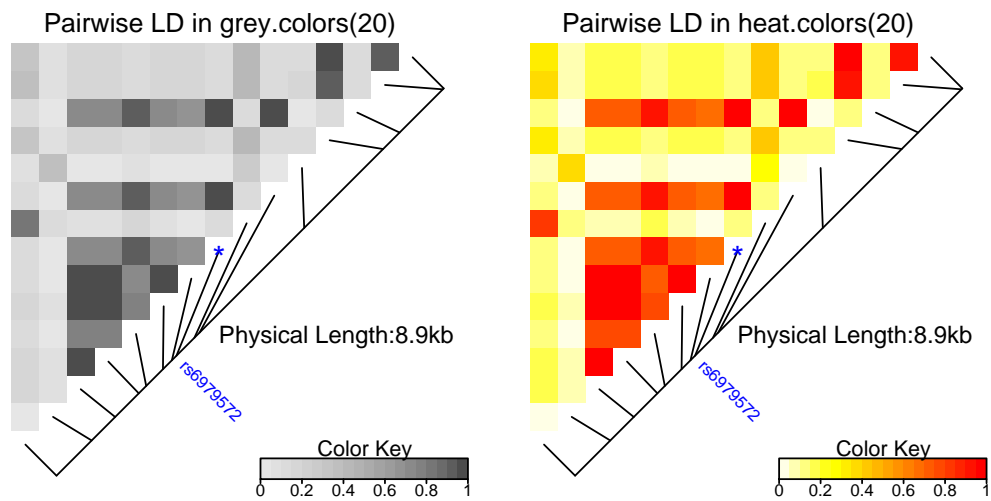 Pairwise LD in grey.colors(20)
*
Physical Length:8.9kb
rs6979572
Color Key
0 0.2 0.4 0.6 0.8 1
Pairwise LD in heat.colors(20)
*
Physical Length:8.9kb
rs6979572
Color Key
0 0.2 0.4 0.6 0.8 1